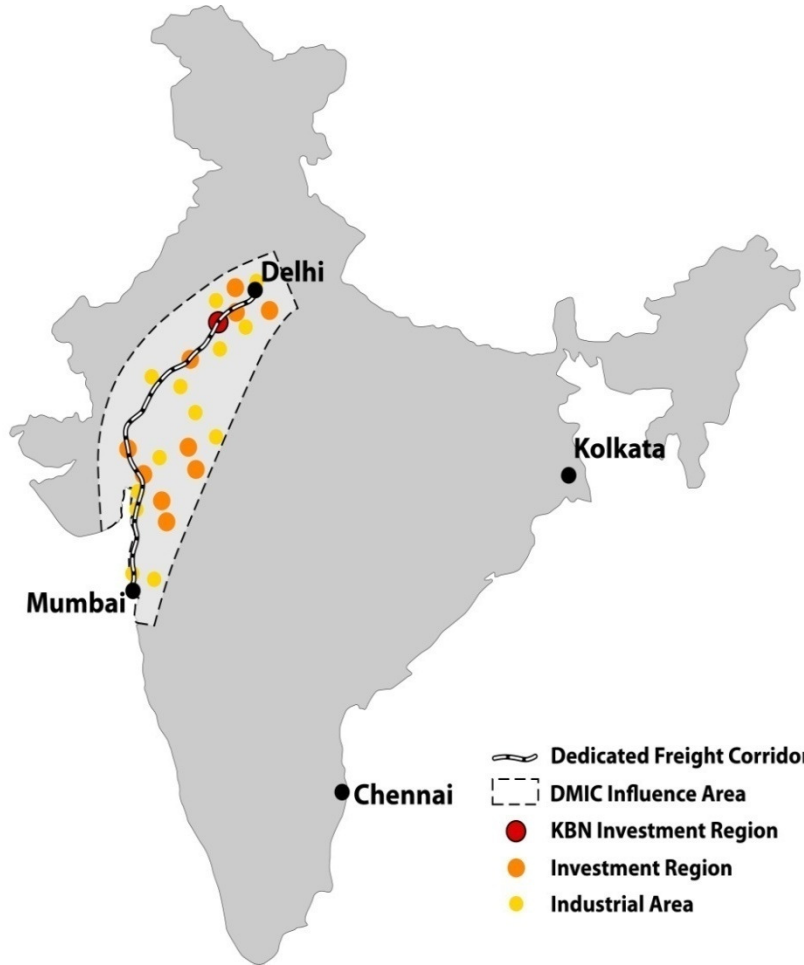 Delhi
Kolkata
Mumbai
Chennai
Dedicated Freight Corridor
DMIC Influence Area
KBN Investment Region
Investment Region
Industrial Area